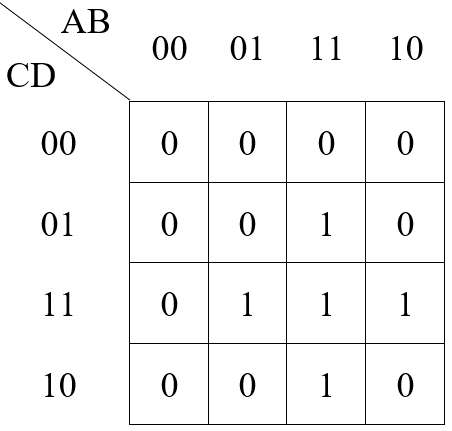 AB
00 01 11 10
CD
00 0 0 0 0
01 0 0 1 0
11 0 1 1 1
10 0 0 1 0